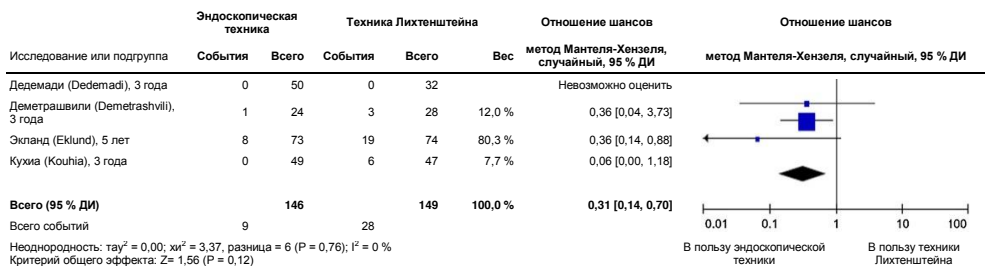 Эндоскопическая техника Техника Лихтенштейна Отношение шансов Отношение шансов
Исследование или подгруппа События Всего События Всего Вес метод Мантеля-Хензеля, случайный, 95 % ДИ метод Мантеля-Хензеля, случайный, 95 % ДИ
Дедемади (Dedemadi), 3 года 0 50 0 32 Невозможно оценить
Деметрашвили (Demetrashvili), 3 года 1 24 3 28 12,0 % 0,36 [0,04, 3,73]
Экланд (Eklund), 5 лет 8 73 19 74 80,3 % 0,36 [0,14, 0,88]
Кухиа (Kouhia), 3 года 0 49 6 47 7,7 % 0,06 [0,00, 1,18]
Всего (95 % ДИ) 146 149 100,0 % 0,31 [0,14, 0,70]
Всего событий 9 28
Неоднородность: тау² = 0,00; хи² = 3,37, разница = 6 (P = 0,76); I² = 0 %
Критерий общего эффекта: Z= 1,56 (P = 0,12)
0.01 0.1 1 10 100
В пользу эндоскопической техники В пользу техники Лихтенштейна